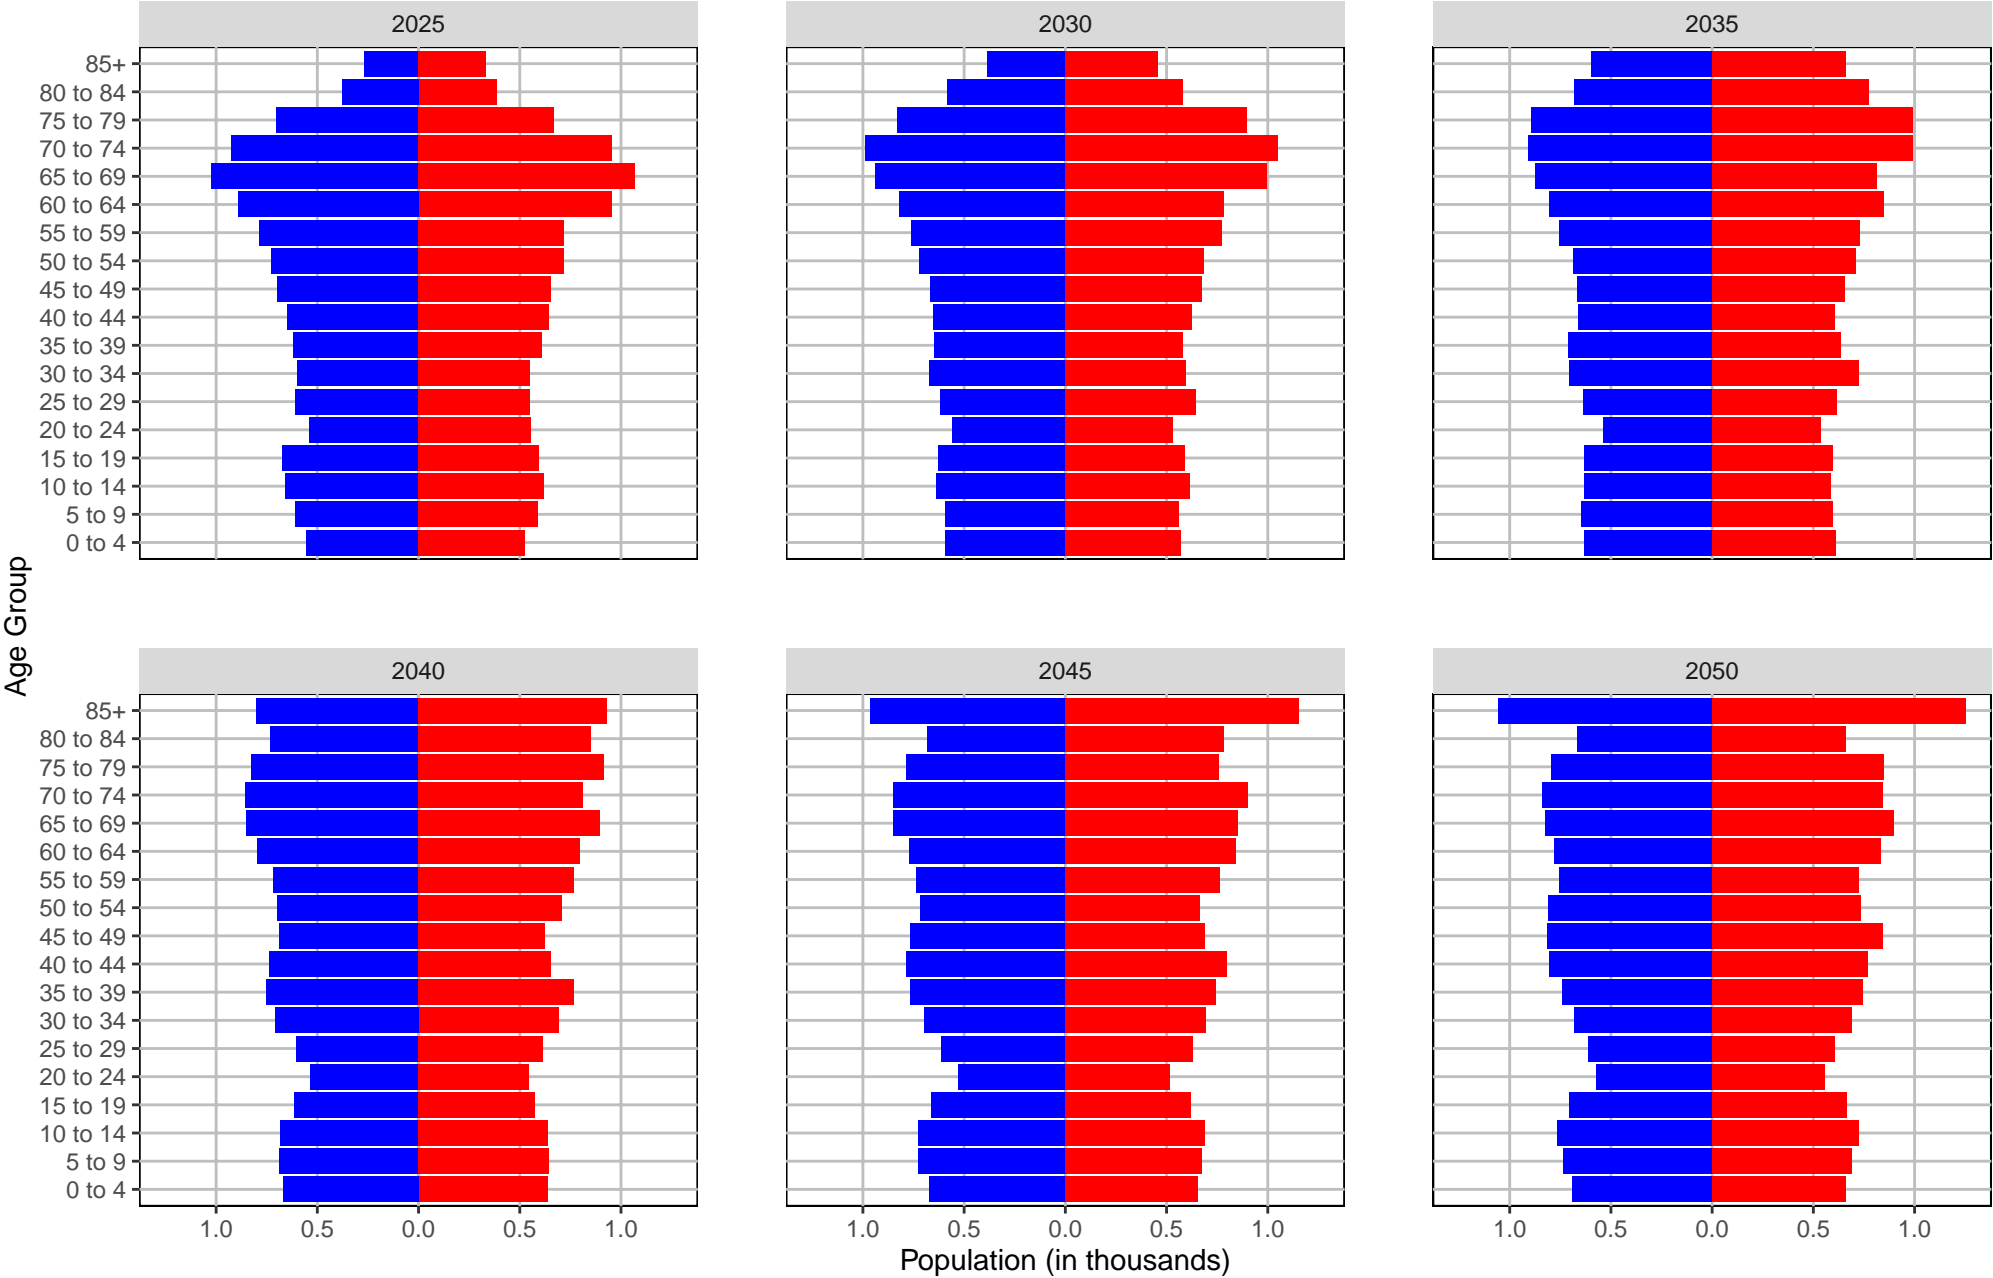 2025
2030
2035
85+
80 to 84
75 to 79
70 to 74
65 to 69
60 to 64
55 to 59
50 to 54
45 to 49
40 to 44
35 to 39
30 to 34
25 to 29
20 to 24
15 to 19
10 to 14
5 to 9
0 to 4
Age Group
2040
2045
2050
85+
80 to 84
75 to 79
70 to 74
65 to 69
60 to 64
55 to 59
50 to 54
45 to 49
40 to 44
35 to 39
30 to 34
25 to 29
20 to 24
15 to 19
10 to 14
5 to 9
0 to 4
1.0 0.5 0.0 0.5 1.0
1.0 0.5 0.0 0.5 1.0
1.0 0.5 0.0 0.5 1.0
Population (in thousands)